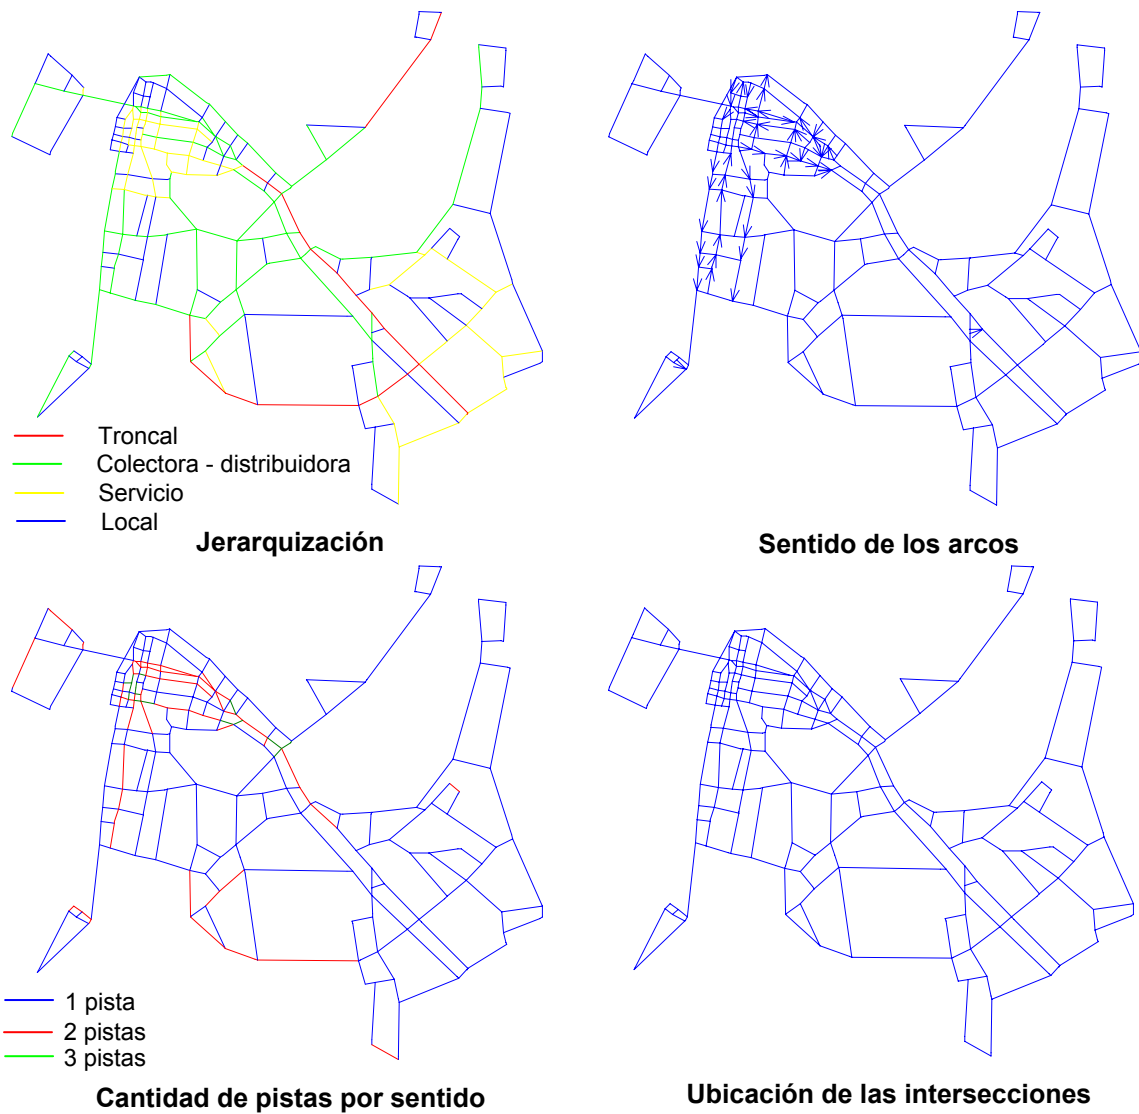 Troncal
Colectora - distribuidora
Servicio
Local
Jerarquización
Sentido de los arcos
1 pista
2 pistas
3 pistas
Cantidad de pistas por sentido
Ubicación de las intersecciones